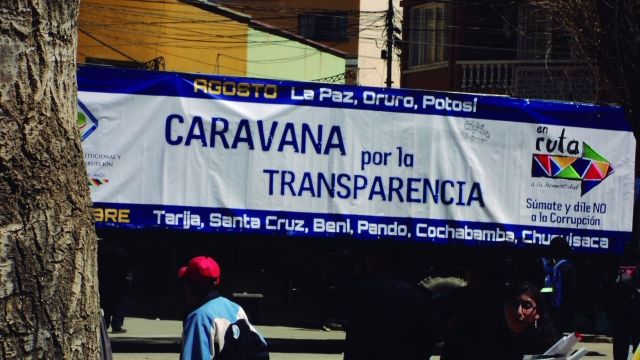 AGOSTO La Paz, Oruro, Potosí
CARAVANA
por la
TRANSPARENCIA
en
ruta
a la honestidad
Súmate y dile NO
a la Corrupción
Tarija, Santa Cruz, Beni, Pando, Cochabamba, Chuquisaca